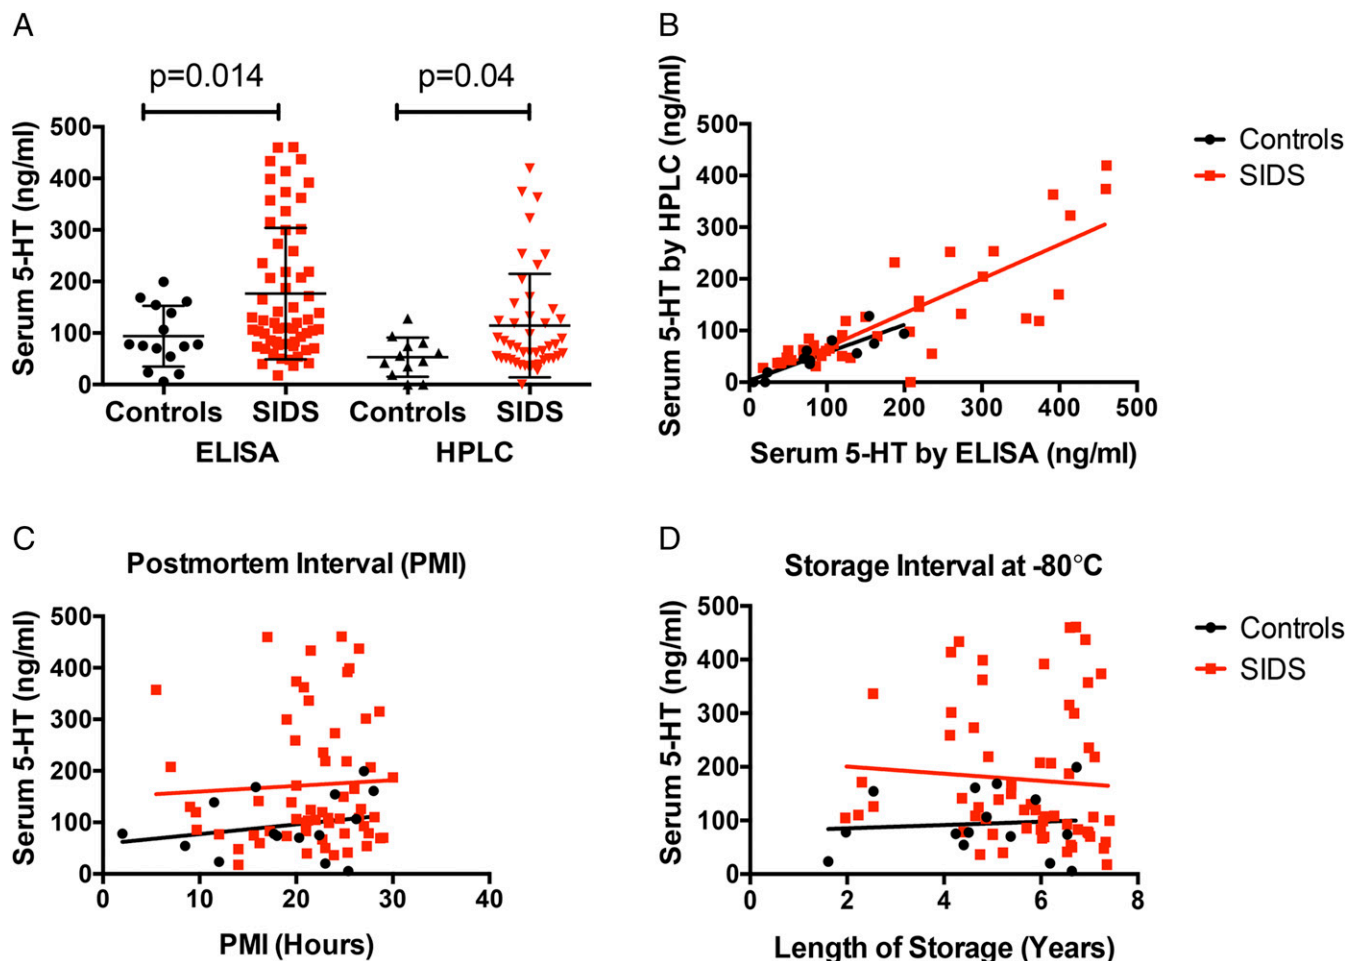 A
p=0.014
p=0.04
Serum 5-HT (ng/ml)
500
400
300
200
100
0
Controls SIDS Controls SIDS
ELISA HPLC
B
Serum 5-HT by HPLC (ng/ml)
500
400
300
200
100
0
0 100 200 300 400 500
Serum 5-HT by ELISA (ng/ml)
Controls
SIDS
C
Postmortem Interval (PMI)
Serum 5-HT (ng/ml)
500
400
300
200
100
0
0 10 20 30 40
PMI (Hours)
D
Storage Interval at -80°C
Serum 5-HT (ng/ml)
500
400
300
200
100
0
0 2 4 6 8
Length of Storage (Years)
Controls
SIDS